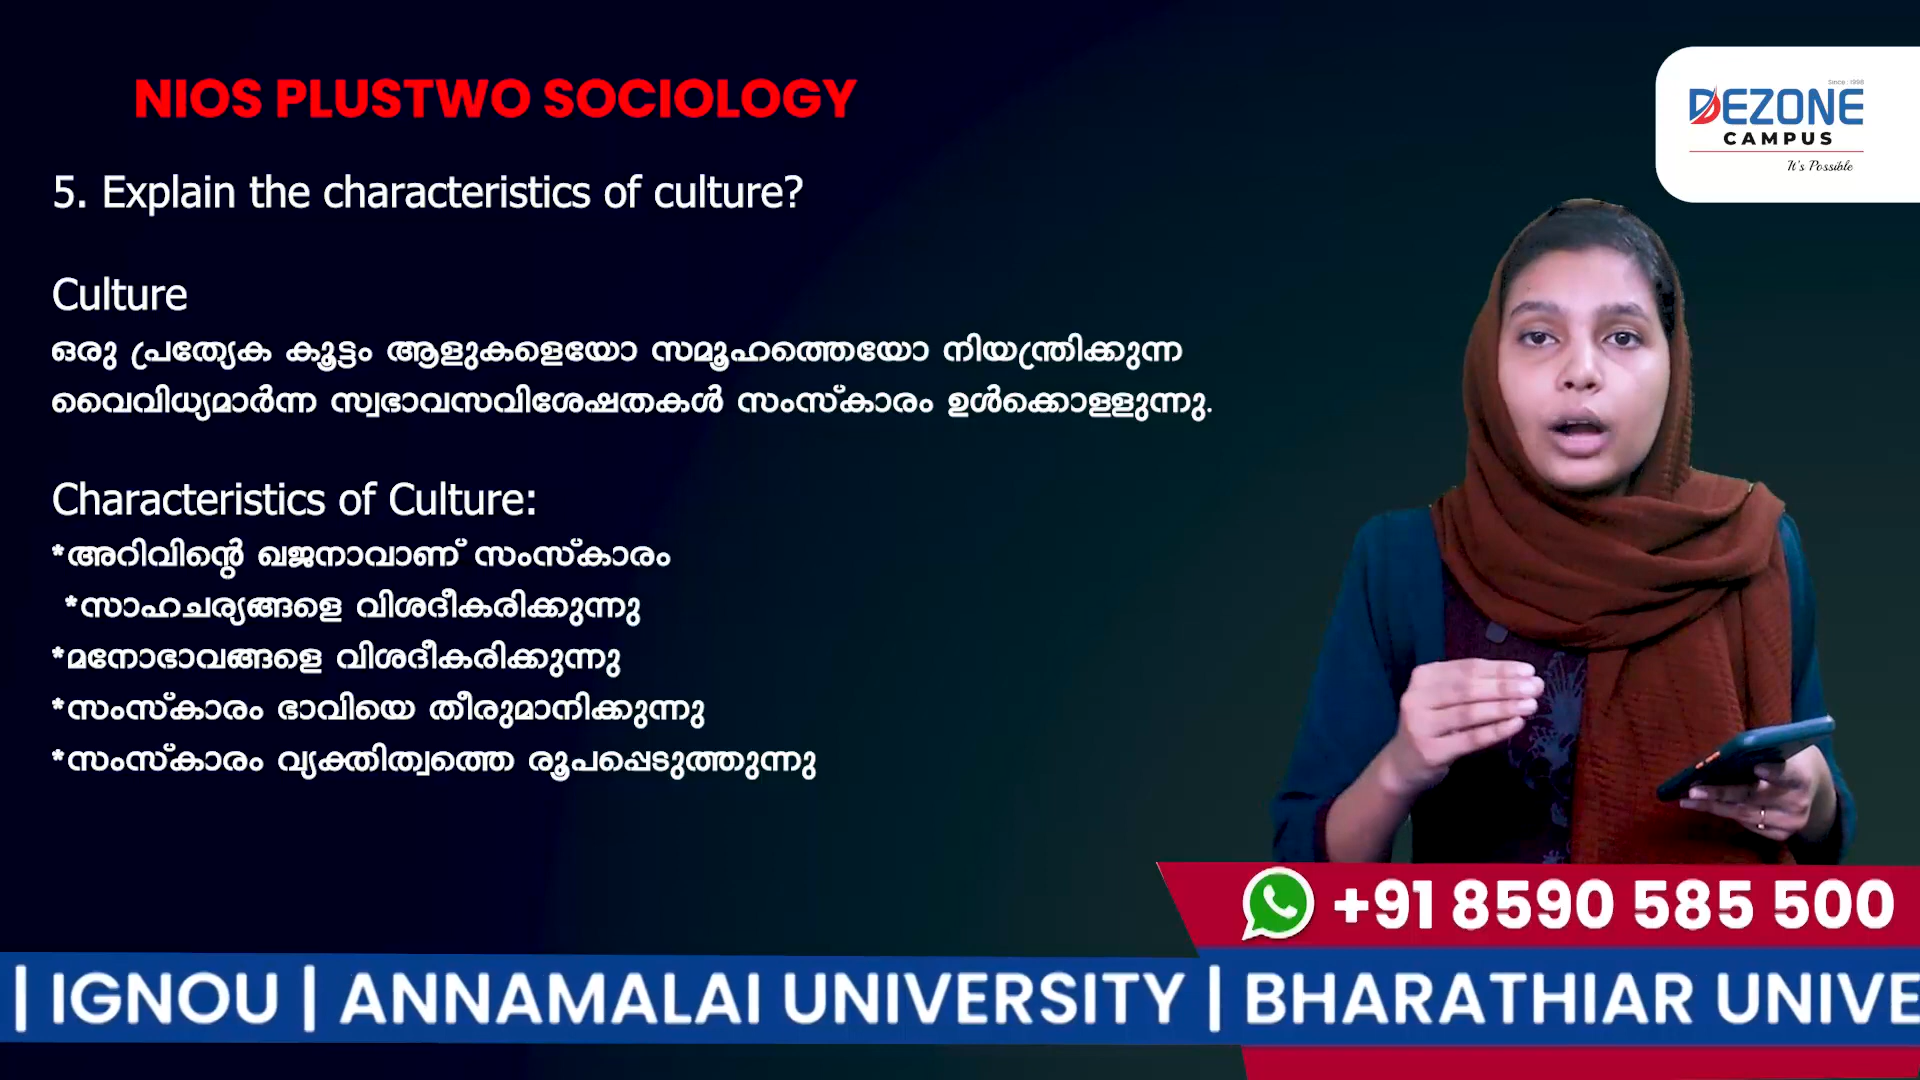 NIOS PLUSTWO SOCIOLOGY
Since : 1998
DEZONE
CAMPUS
It's Possible
5. Explain the characteristics of culture?
Culture
ഒരു പ്രത്യേക കൂട്ടം ആളുകളെയോ സമൂഹത്തെയോ നിയന്ത്രിക്കുന്ന
വൈവിധ്യമാർന്ന സ്വഭാവസവിശേഷതകൾ സംസ്കാരം ഉൾക്കൊള്ളുന്നു.
Characteristics of Culture:
*അറിവിന്റെ ഖജനാവാണ് സംസ്കാരം
*സാഹചര്യങ്ങളെ വിശദീകരിക്കുന്നു
*മനോഭാവങ്ങളെ വിശദീകരിക്കുന്നു
*സംസ്കാരം ഭാവിയെ തീരുമാനിക്കുന്നു
*സംസ്കാരം വ്യക്തിത്വത്തെ രൂപപ്പെടുത്തുന്നു
+91 8590 585 500
| IGNOU | ANNAMALAI UNIVERSITY | BHARATHIAR UNIVE